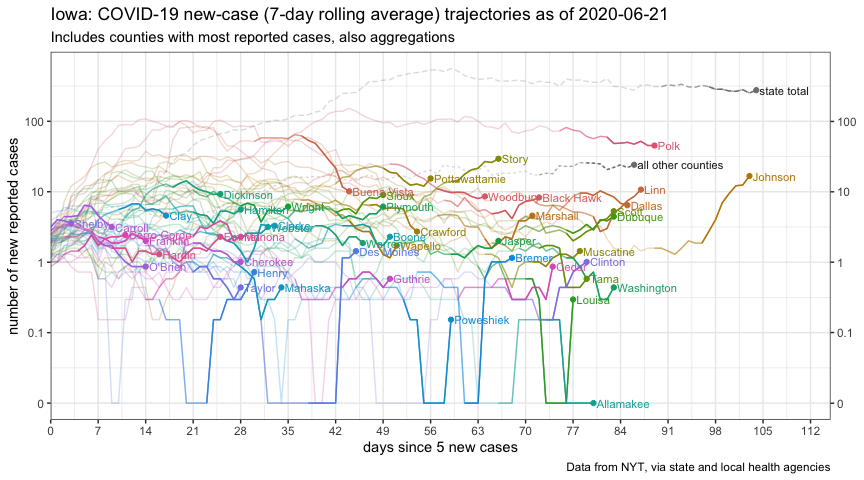 Iowa: COVID-19 new-case (7-day rolling average) trajectories as of 2020-06-21
Includes counties with most reported cases, also aggregations
number of new reported cases
100
10
1
0.1
0
state total
Polk
all other counties
Story
Johnson
Pottawattamie
Buena Vista
Sioux
Dickinson
Woodbury
Black Hawk
Linn
Hamilton
Wright
Plymouth
Dallas
Clay
Marshall
Scott
Dubuque
Shelby
Carroll
Webster
Crawford
Cerro Gordo
Franklin
Winona
Boone
Warren
Wapello
Jasper
Hardin
Des Moines
Muscatine
Bremer
O'Brien
Cherokee
Cedar
Clinton
Henry
Guthrie
Tama
Taylor
Mahaska
Washington
Louisa
Poweshiek
Allamakee
100
10
1
0.1
0
0 7 14 21 28 35 42 49 56 63 70 77 84 91 98 105 112
days since 5 new cases
Data from NYT, via state and local health agencies